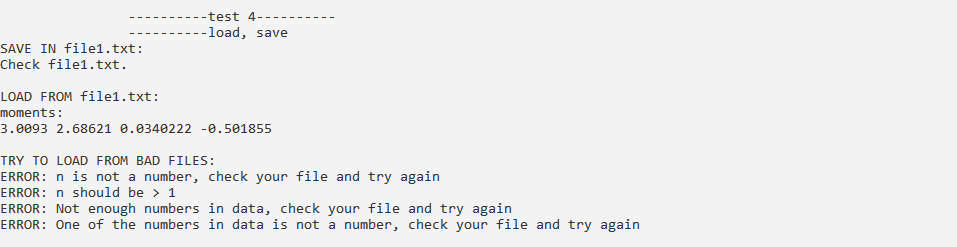 ----------test 4----------
----------load, save
SAVE IN file1.txt:
Check file1.txt.
LOAD FROM file1.txt:
moments:
3.0093 2.68621 0.0340222 -0.501855
TRY TO LOAD FROM BAD FILES:
ERROR: n is not a number, check your file and try again
ERROR: n should be > 1
ERROR: Not enough numbers in data, check your file and try again
ERROR: One of the numbers in data is not a number, check your file and try again